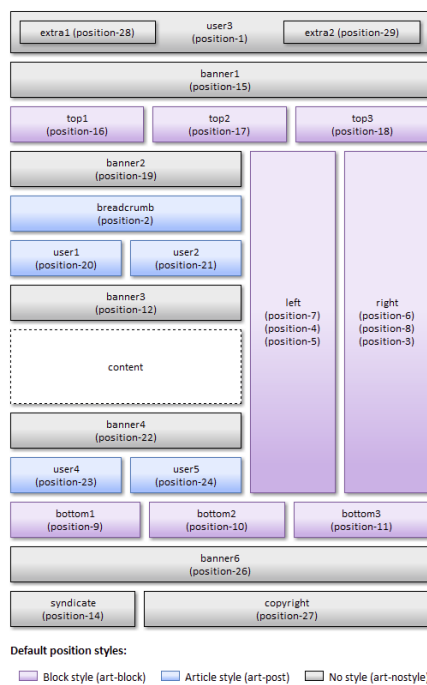 extra1 (position-28)
user3
(position-1)
extra2 (position-29)
banner1
(position-15)
top1
(position-16)
top2
(position-17)
top3
(position-18)
banner2
(position-19)
breadcrumb
(position-2)
user1
(position-20)
user2
(position-21)
banner3
(position-12)
content
left
(position-7)
(position-4)
(position-5)
right
(position-6)
(position-8)
(position-3)
banner4
(position-22)
user4
(position-23)
user5
(position-24)
bottom1
(position-9)
bottom2
(position-10)
bottom3
(position-11)
banner6
(position-26)
syndicate
(position-14)
copyright
(position-27)
Default position styles:
Block style (art-block)
Article style (art-post)
No style (art-nostyle)